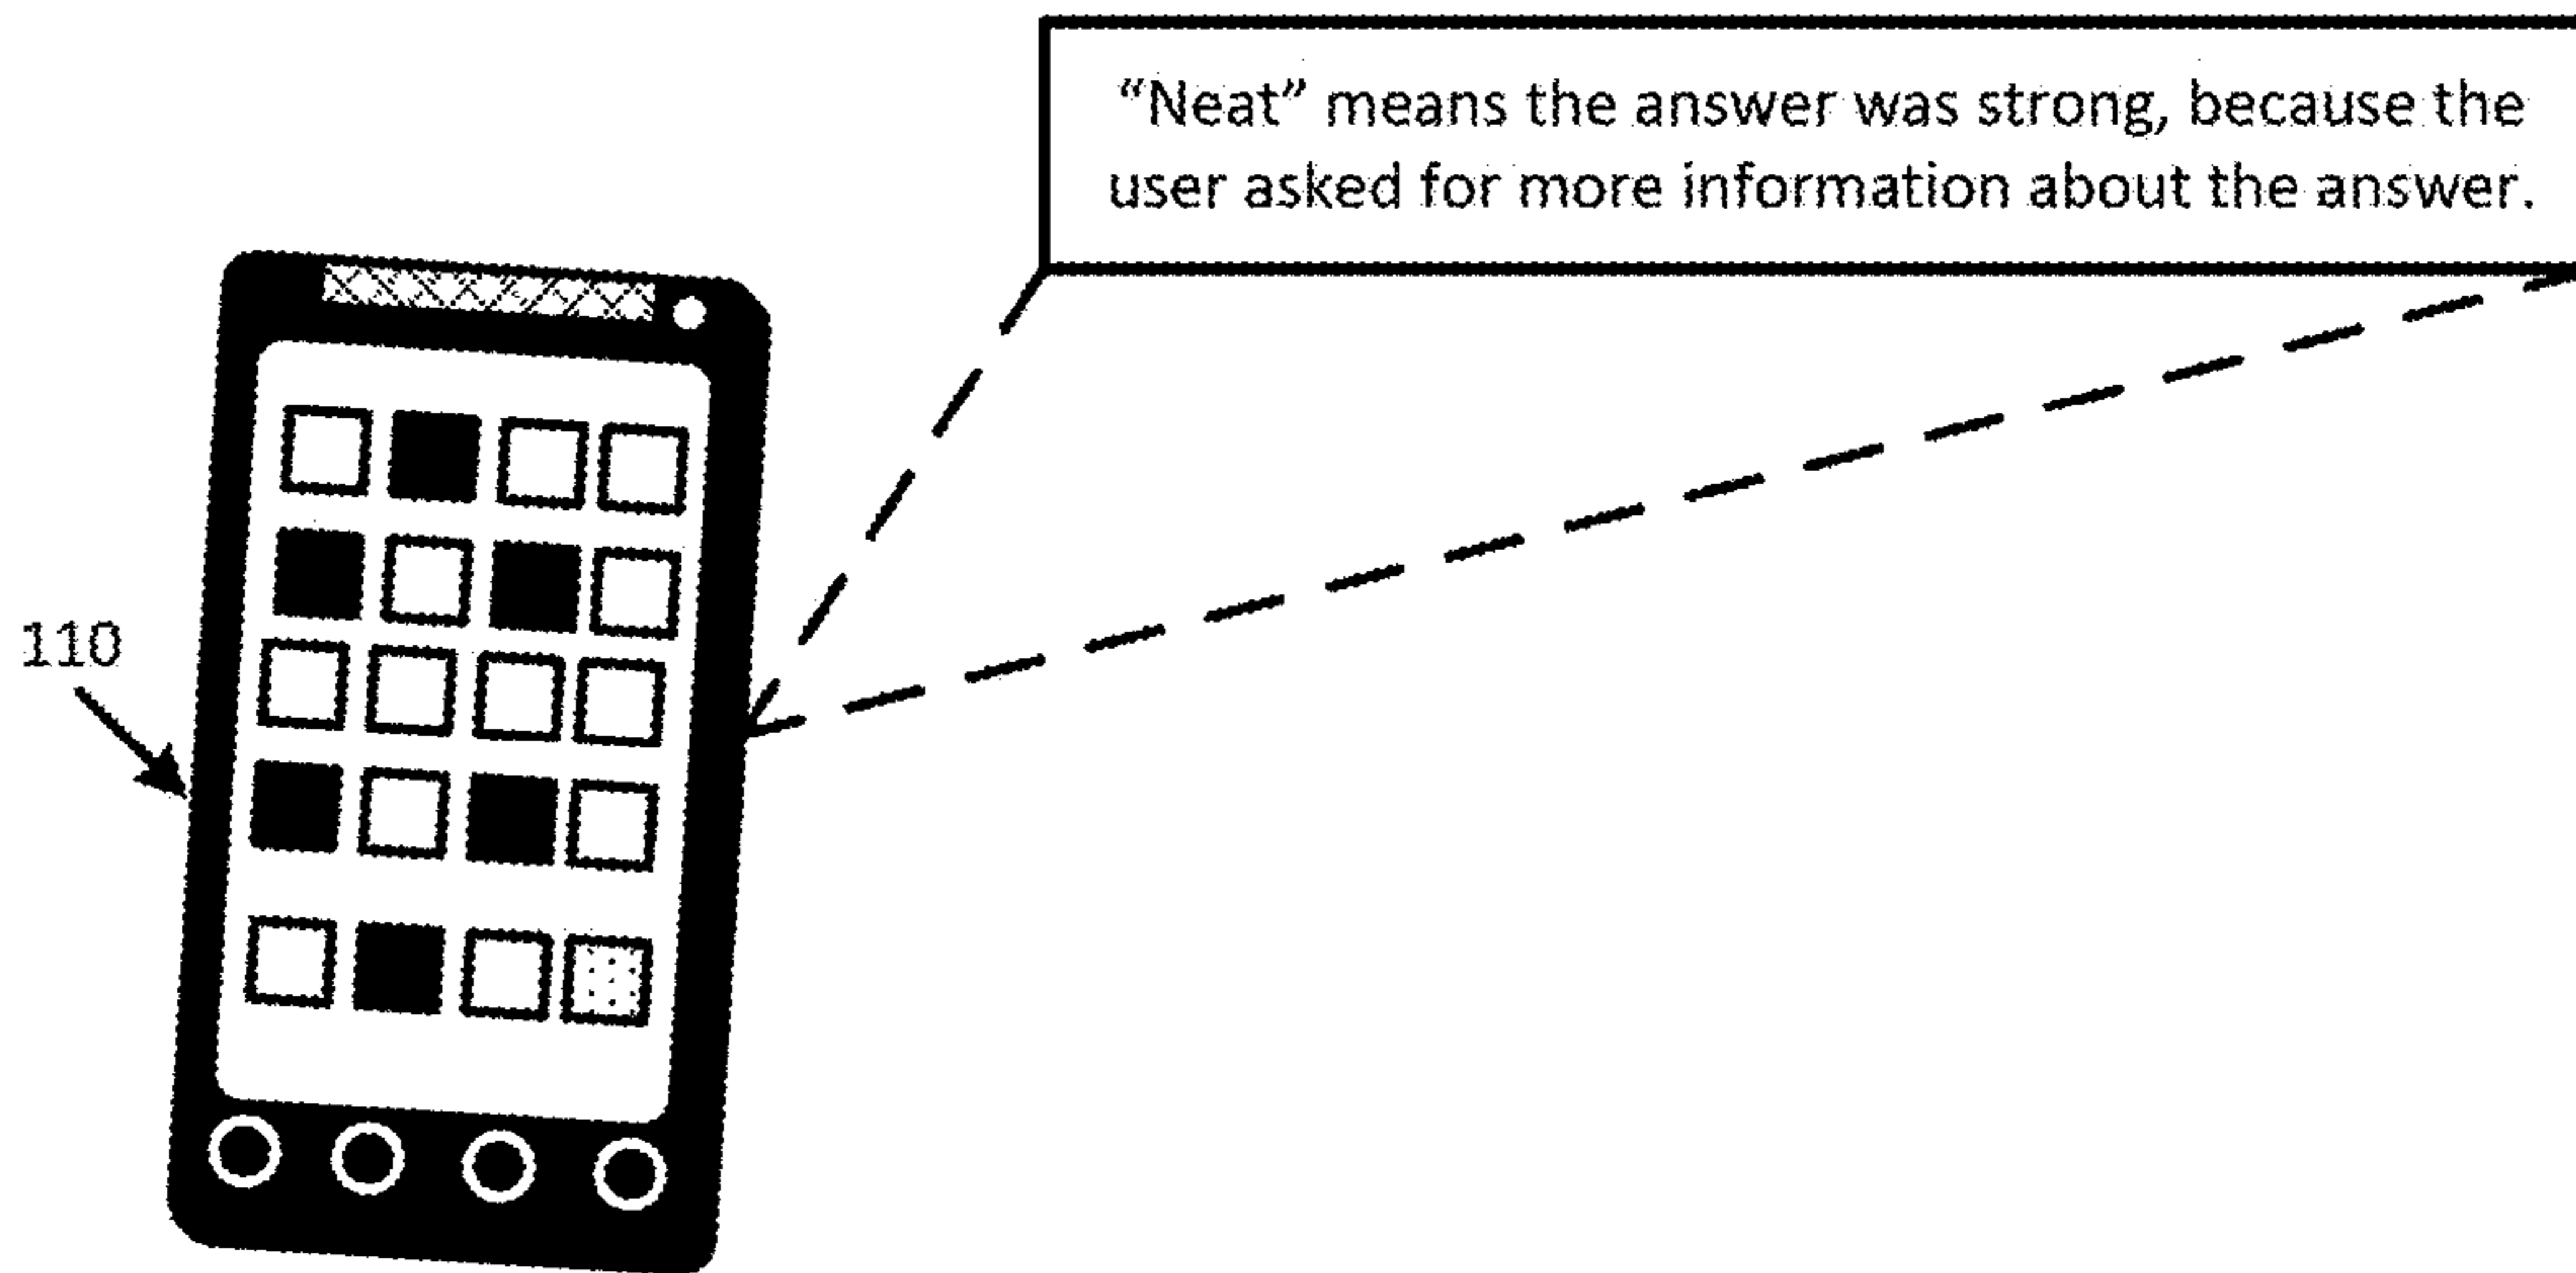 “Neat” means the answer was strong, because the
user asked for more information about the answer.
110